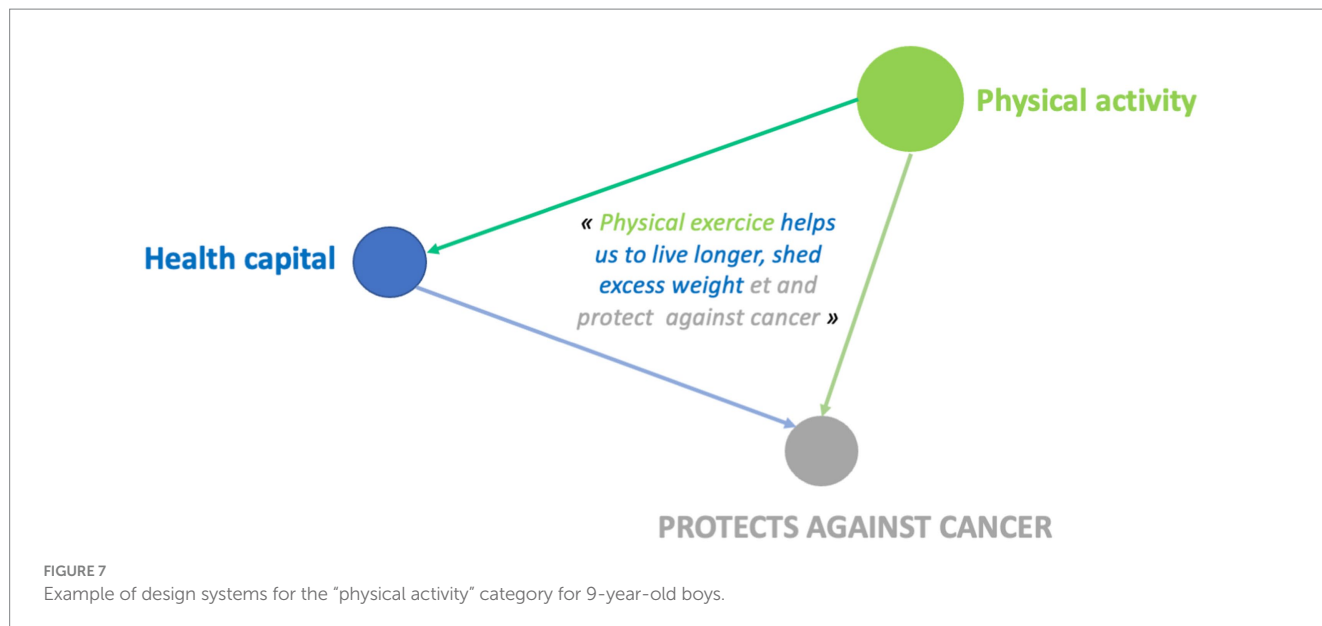 Physical activity
« Physical exercice helps
us to live longer, shed
excess weight et and
protect against cancer »
Health capital
PROTECTS AGAINST CANCER
FIGURE 7
Example of design systems for the “physical activity” category for 9-year-old boys.